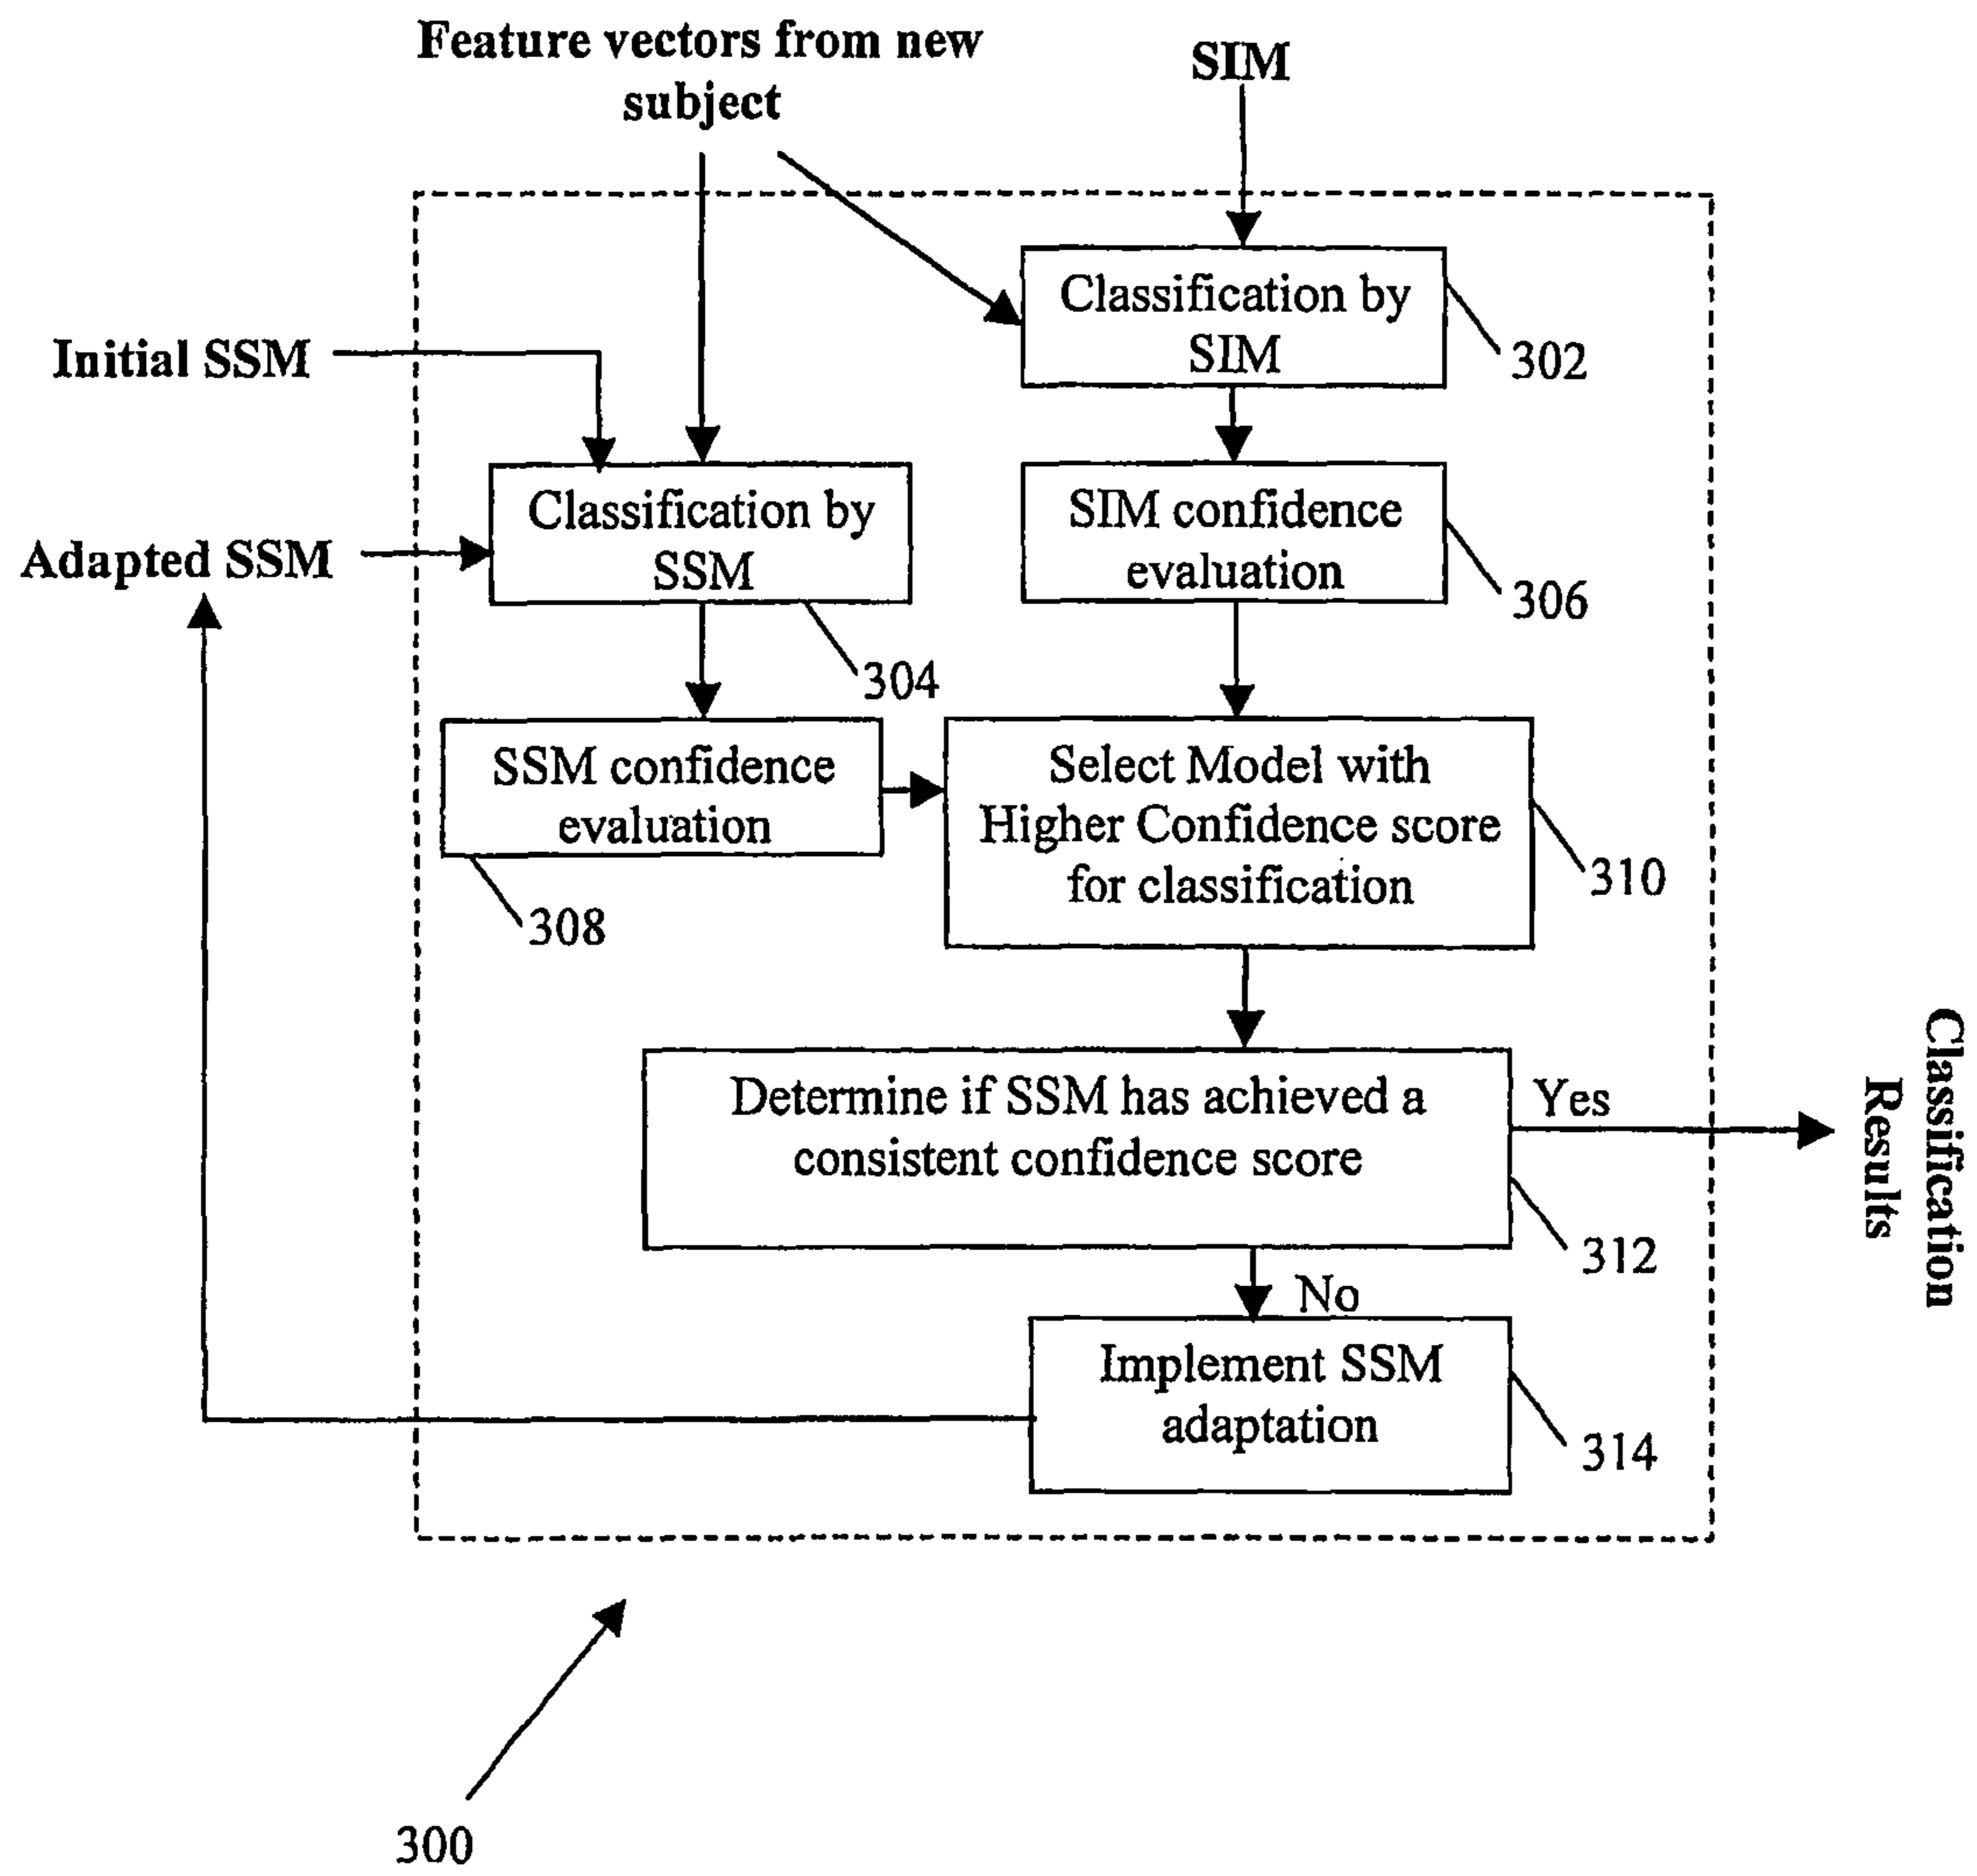 Feature vectors from new
subject
SIM
Classification by
SIM
302
Initial SSM
Classification by
SSM
304
SIM confidence
evaluation
306
Adapted SSM
SSM confidence
evaluation
308
Select Model with
Higher Confidence score
for classification
310
Determine if SSM has achieved a
consistent confidence score
312
Yes
Classification
Results
No
Implement SSM
adaptation
314
300